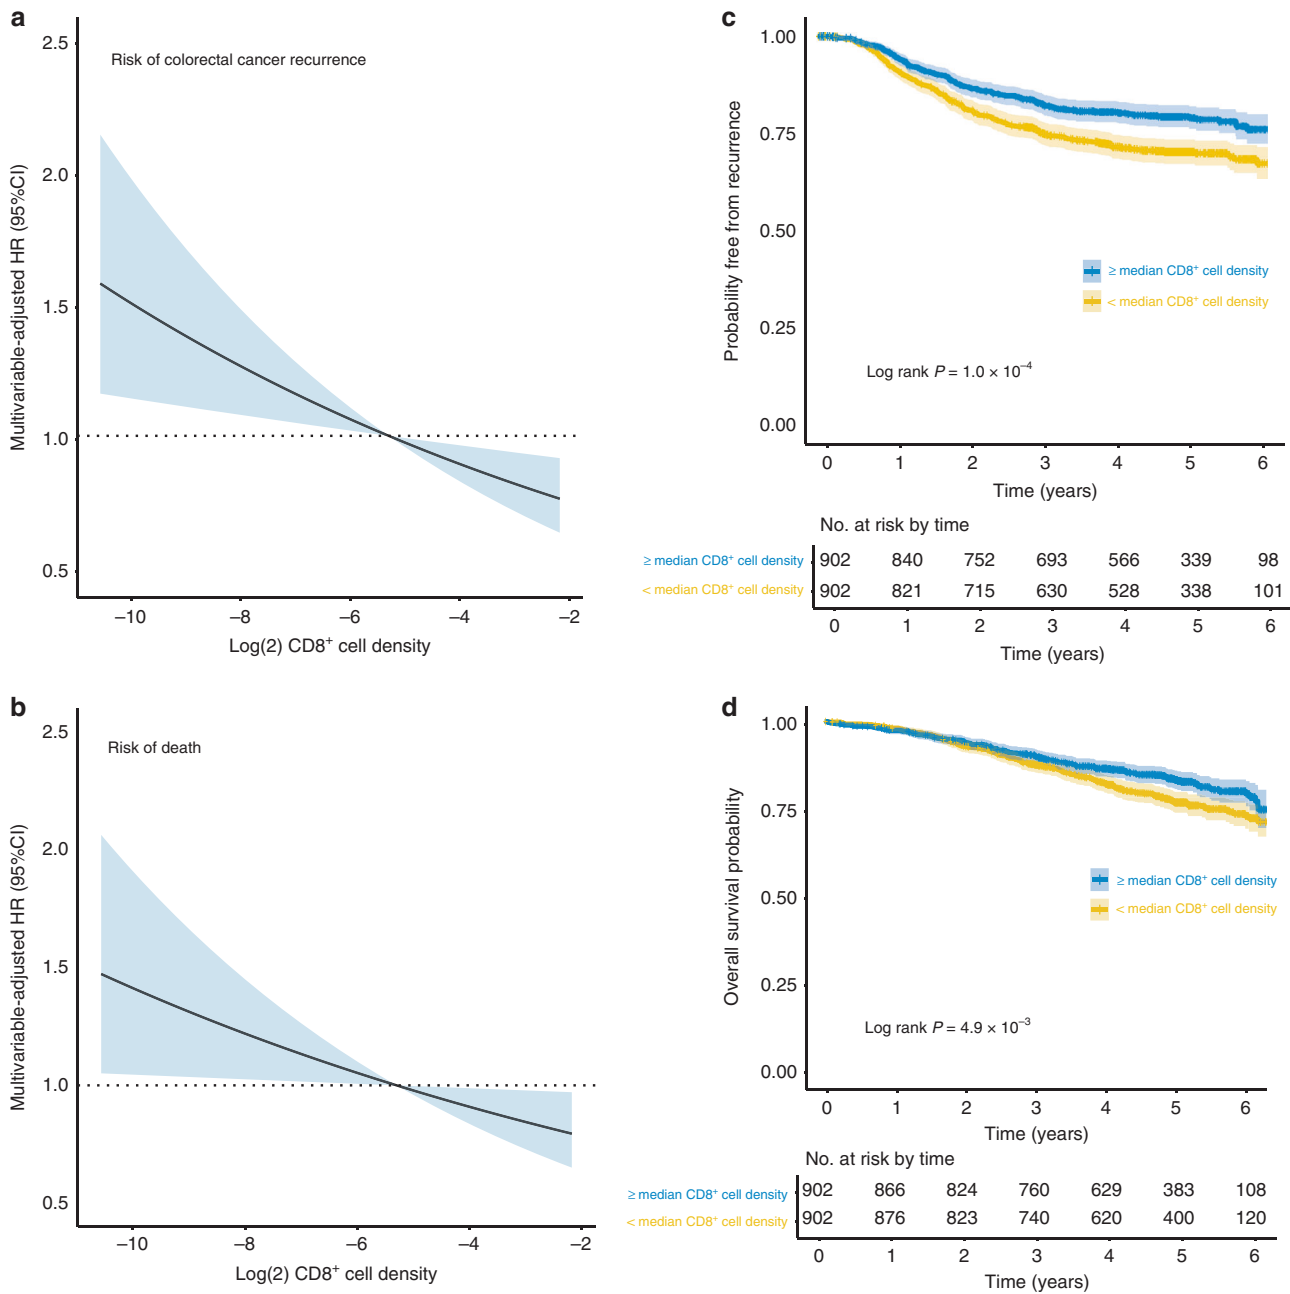 a
Risk of colorectal cancer recurrence
Multivariable-adjusted HR (95%CI)
2.5
2.0
1.5
1.0
0.5
–10 –8 –6 –4 –2
Log(2) CD8⁺ cell density
c
Probability free from recurrence
1.00
0.75
0.50
0.25
0.00
≥ median CD8⁺ cell density
< median CD8⁺ cell density
Log rank P = 1.0 × 10⁻⁴
0 1 2 3 4 5 6
Time (years)
No. at risk by time
≥ median CD8⁺ cell density 902 840 752 693 566 339 98
< median CD8⁺ cell density 902 821 715 630 528 338 101
0 1 2 3 4 5 6
Time (years)
b
Risk of death
Multivariable-adjusted HR (95%CI)
2.5
2.0
1.5
1.0
0.5
–10 –8 –6 –4 –2
Log(2) CD8⁺ cell density
d
Overall survival probability
1.00
0.75
0.50
0.25
0.00
≥ median CD8⁺ cell density
< median CD8⁺ cell density
Log rank P = 4.9 × 10⁻³
0 1 2 3 4 5 6
Time (years)
No. at risk by time
≥ median CD8⁺ cell density 902 866 824 760 629 383 108
< median CD8⁺ cell density 902 876 823 740 620 400 120
0 1 2 3 4 5 6
Time (years)